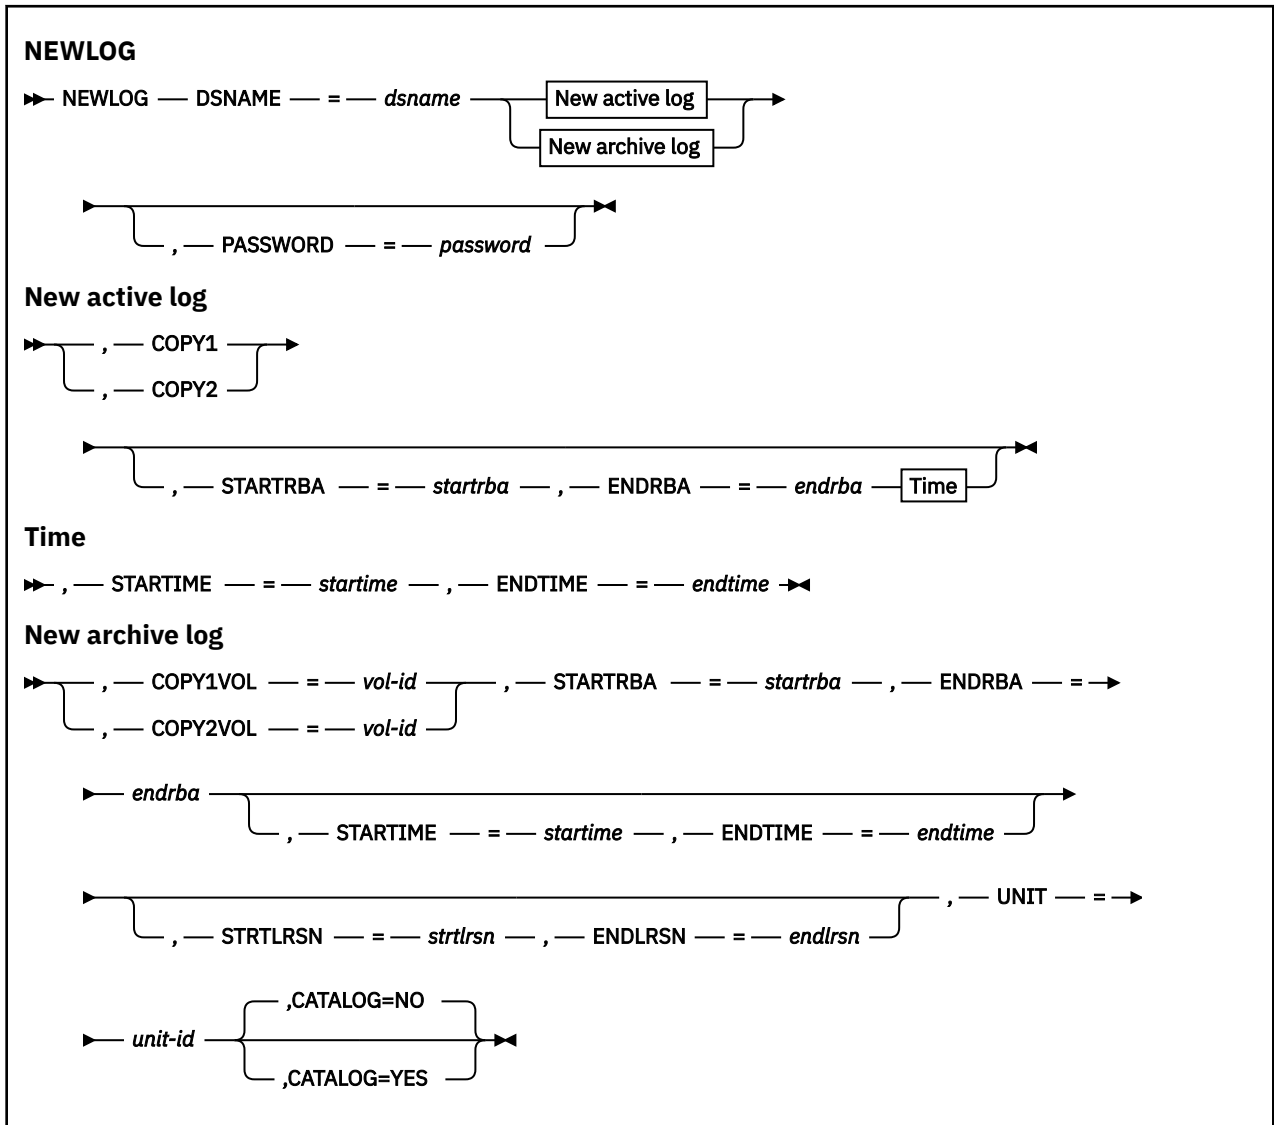 NEWLOG
NEWLOG DSNAME = dsname New active log
New archive log
, PASSWORD = password
New active log
, COPY1
, COPY2
, STARTRBA = startrba , ENDRBA = endrba Time
Time
, STARTIME = startime , ENDTIME = endtime
New archive log
, COPY1VOL = vol-id , STARTRBA = startrba , ENDRBA =
, COPY2VOL = vol-id
endrba
, STARTIME = startime , ENDTIME = endtime
, UNIT =
, STRTLRSN = strtlrsn , ENDLRSN = endlrsn
,CATALOG=NO
unit-id
,CATALOG=YES